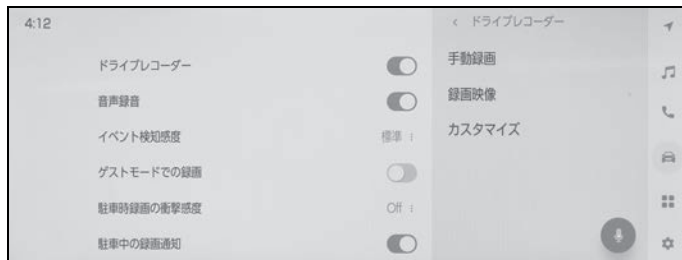 4:12
ドライブレコーダー
音声録音
イベント検知感度 標準
ゲストモードでの録画
駐車時録画の衝撃感度 Off
駐車中の録画通知
< ドライブレコーダー
手動録画
録画映像
カスタマイズ